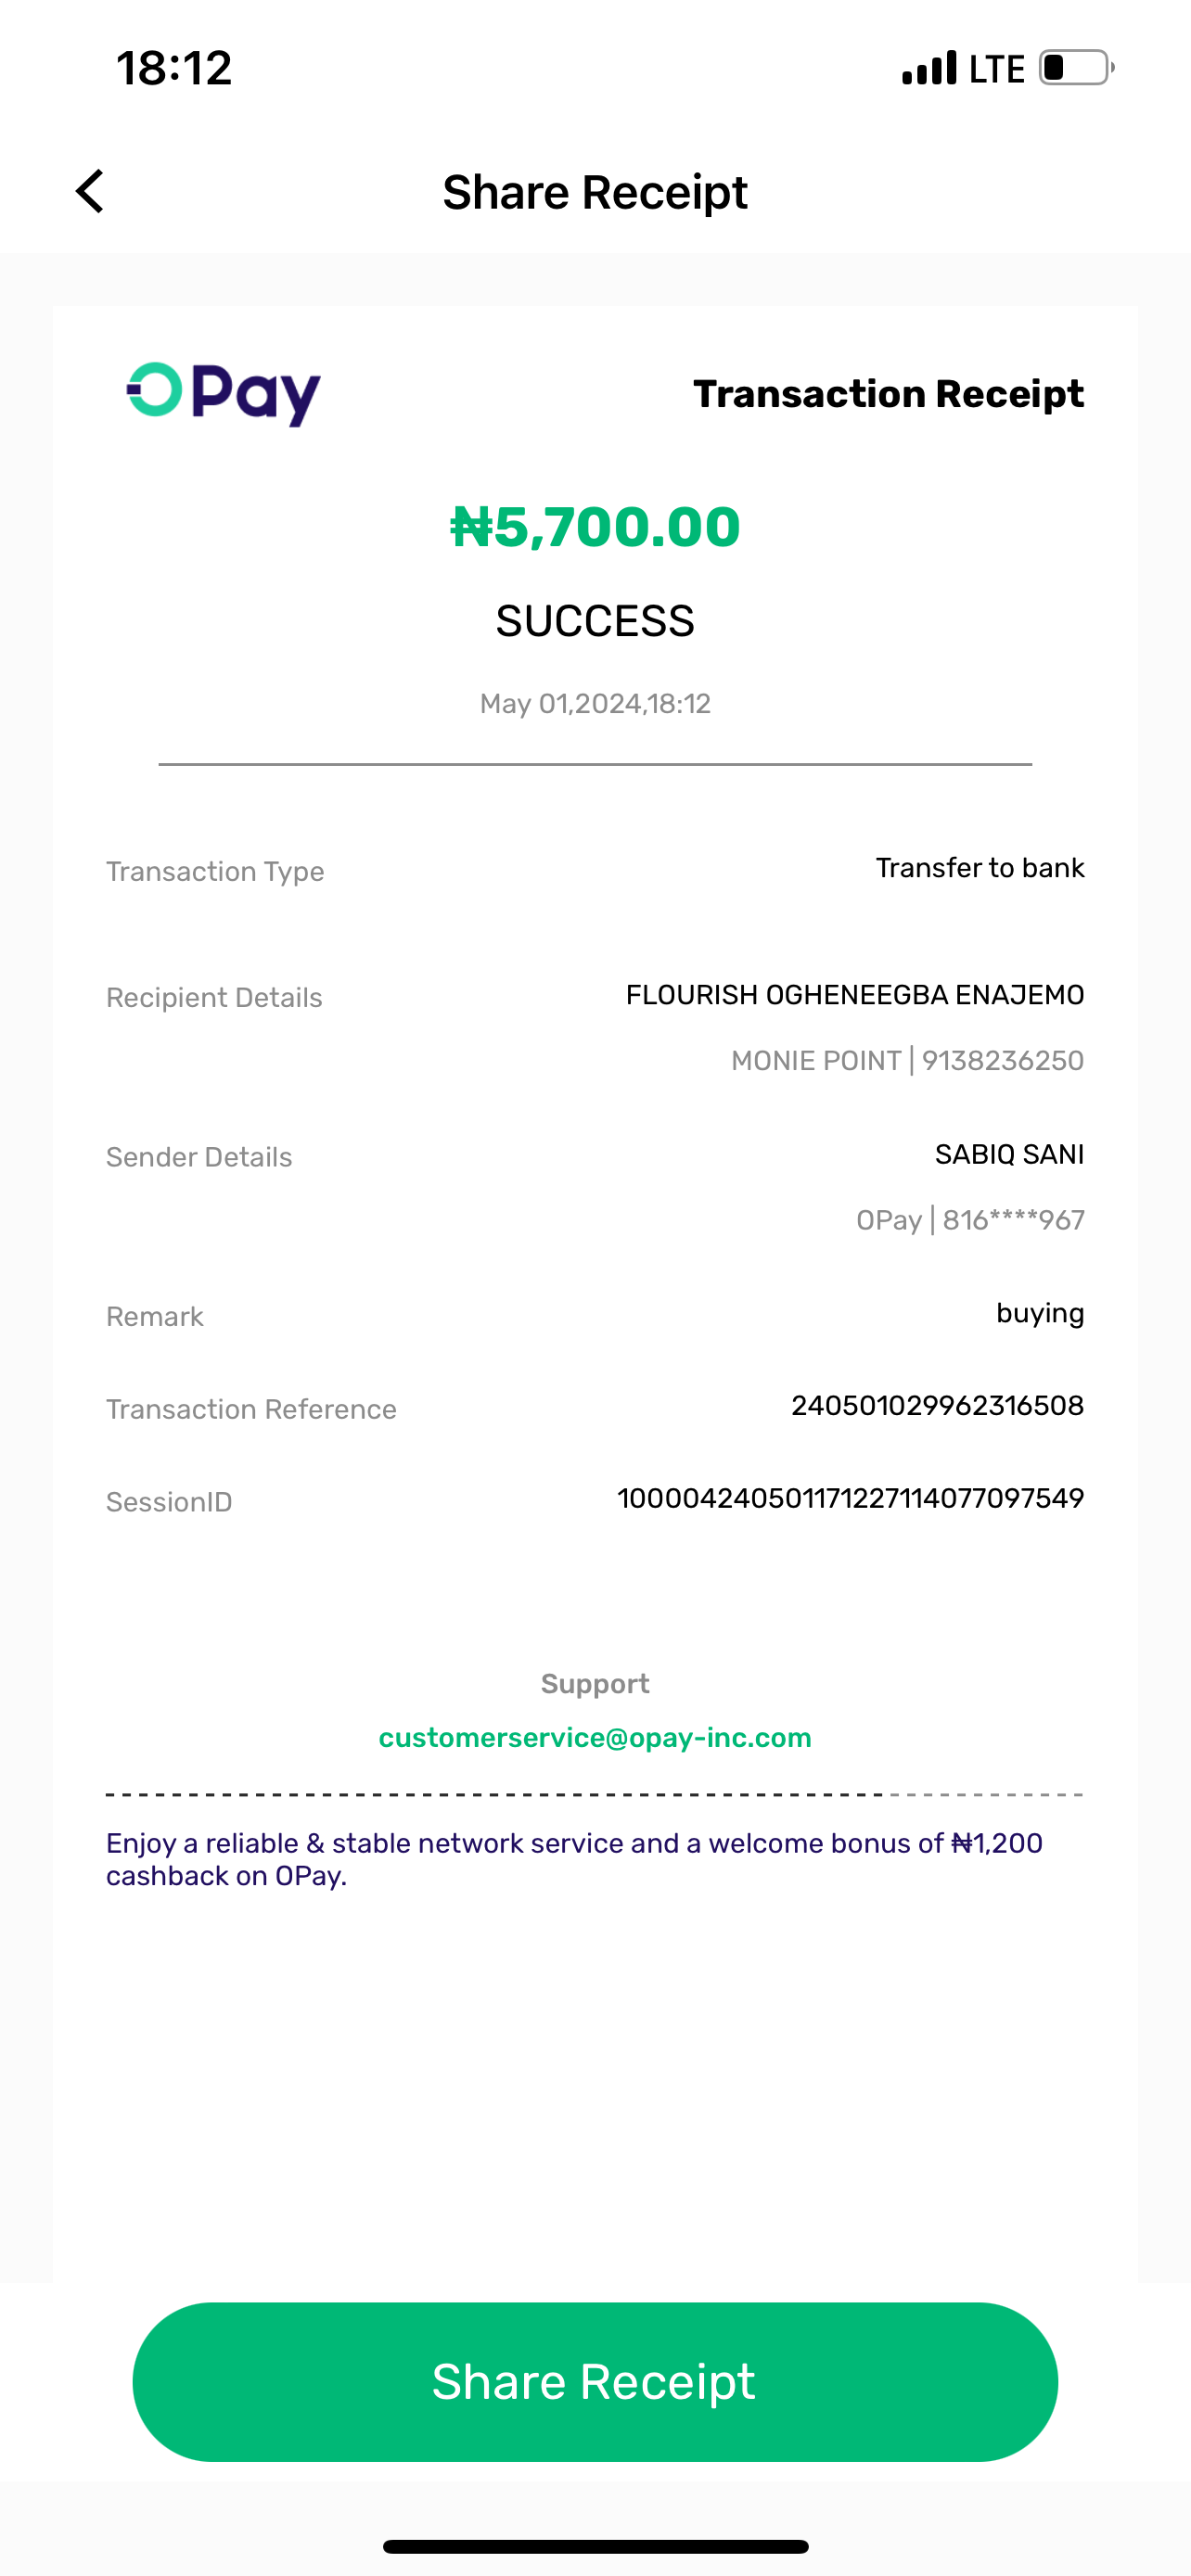 18:12 LTE
Share Receipt
OPay Transaction Receipt
₦5,700.00
SUCCESS
May 01,2024,18:12
Transaction Type Transfer to bank
Recipient Details FLOURISH OGHENEEGBA ENAJEMO
MONIE POINT | 9138236250
Sender Details SABIQ SANI
OPay | 816****967
Remark buying
Transaction Reference 240501029962316508
SessionID 100004240501171227114077097549
Support
customerservice@opay-inc.com
Enjoy a reliable & stable network service and a welcome bonus of ₦1,200
cashback on OPay.
Share Receipt